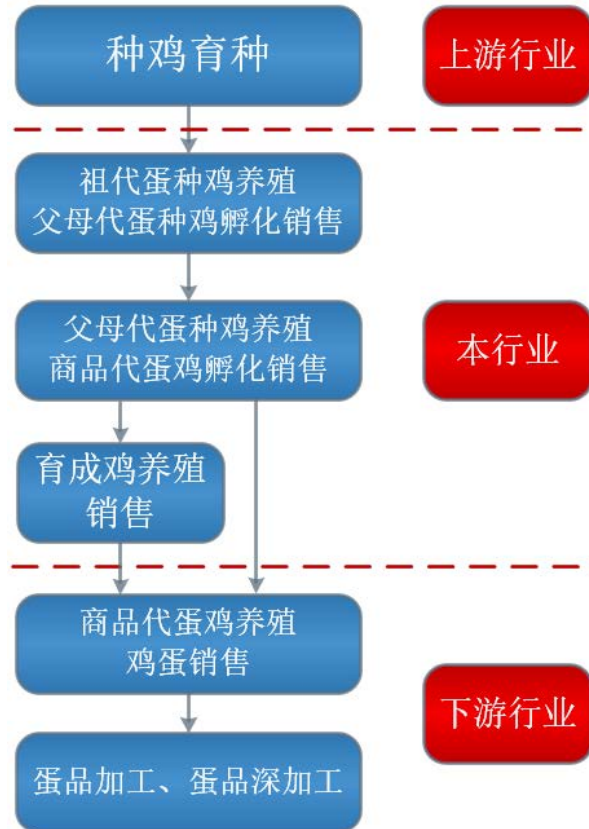 种鸡育种
上游行业
祖代蛋种鸡养殖
父母代蛋种鸡孵化销售
父母代蛋种鸡养殖
商品代蛋鸡孵化销售
本行业
育成鸡养殖
销售
商品代蛋鸡养殖
鸡蛋销售
下游行业
蛋品加工、蛋品深加工